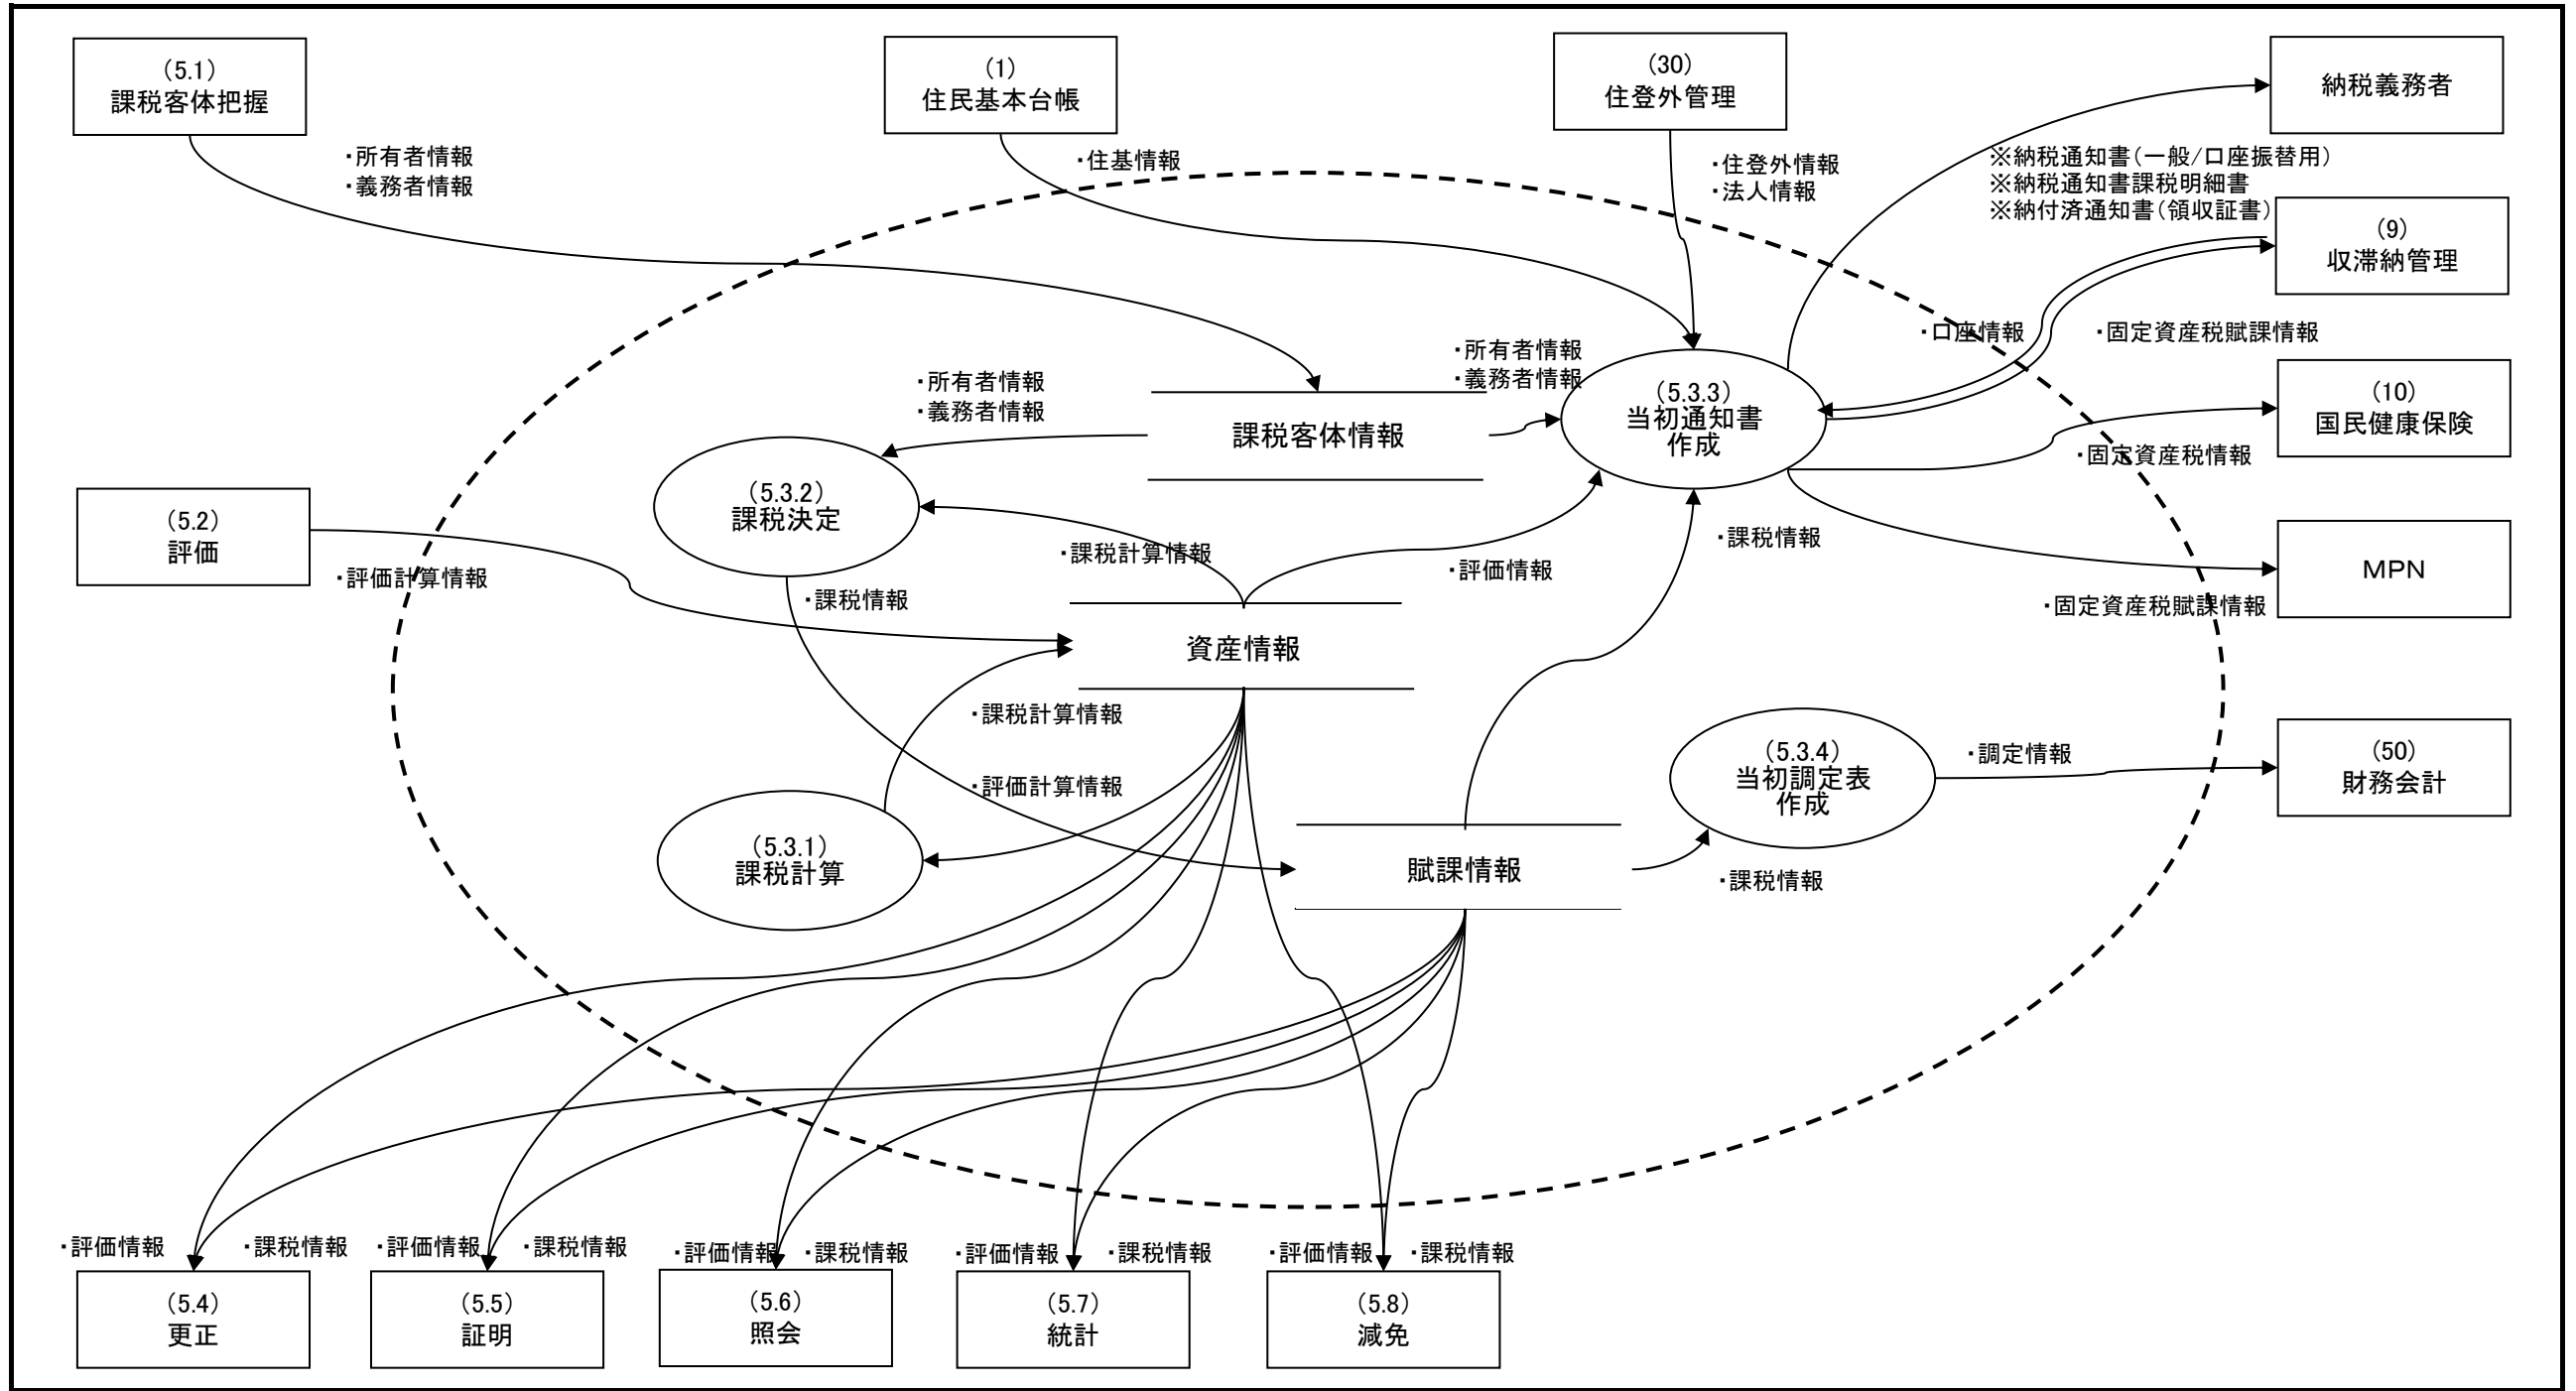 (5.1)
課税客体把握
(1)
住民基本台帳
(30)
住登外管理
納税義務者
・所有者情報
・義務者情報
・住基情報
・住登外情報
・法人情報
※納税通知書(一般/口座振替用)
※納税通知書課税明細書
※納付済通知書(領収証書)
(9)
収滞納管理
・口座情報
・固定資産税賦課情報
・所有者情報
・義務者情報
・所有者情報
・義務者情報
課税客体情報
(5.3.3)
当初通知書
作成
(10)
国民健康保険
・固定資産税情報
(5.3.2)
課税決定
(5.2)
評価
・評価計算情報
・課税計算情報
・評価情報
・課税情報
・課税情報
MPN
・固定資産税賦課情報
資産情報
・課税計算情報
・評価計算情報
(5.3.1)
課税計算
賦課情報
(5.3.4)
当初調定表
作成
・調定情報
・課税情報
(50)
財務会計
・評価情報
・課税情報
・評価情報
・課税情報
・評価情報
・課税情報
・評価情報
・課税情報
・評価情報
・課税情報
(5.4)
更正
(5.5)
証明
(5.6)
照会
(5.7)
統計
(5.8)
減免